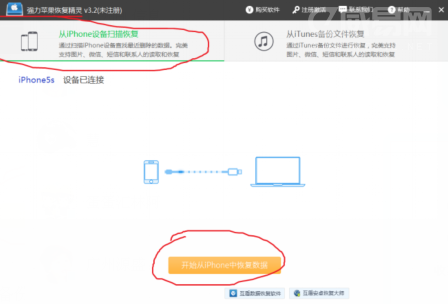 强力苹果恢复精灵 v3.2(未注册)
购买软件 注册激活 联系我们 帮助
从iPhone设备扫描恢复
通过扫描iPhone设备查找最近删除的数据，完美
支持图片、微信、短信和联系人的读取和恢复
从iTunes备份文件恢复
通过iTunes备份文件进行恢复，完美支持
图片、微信、短信和联系人的读取和恢复
iPhone5s 设备已连接
开始从iPhone中恢复数据
互盾数据恢复软件 互盾安卓恢复大师